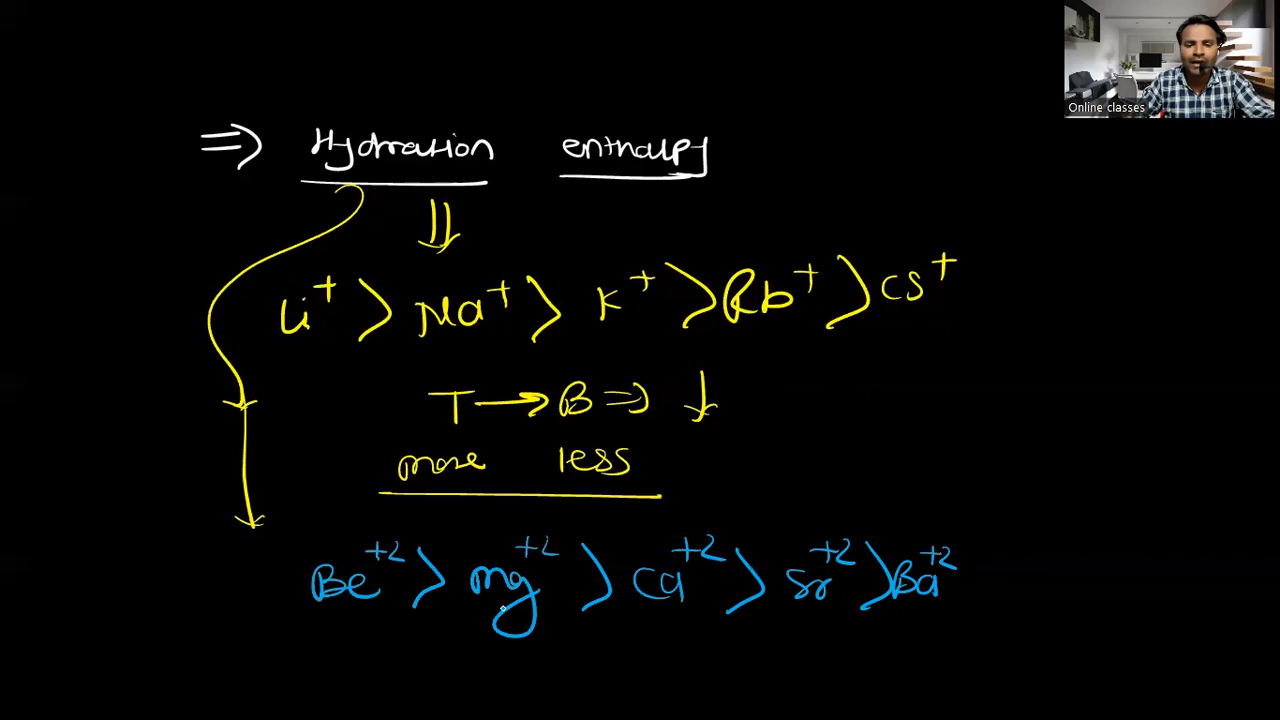 Online classes
⇒ Hydration enthalpy
⇓
Li⁺ > Na⁺ > K⁺ > Rb⁺ > Cs⁺
T → B ⇒ ↓
more less
Be⁺² > mg⁺² > Ca⁺² > Sr⁺² > Ba⁺²